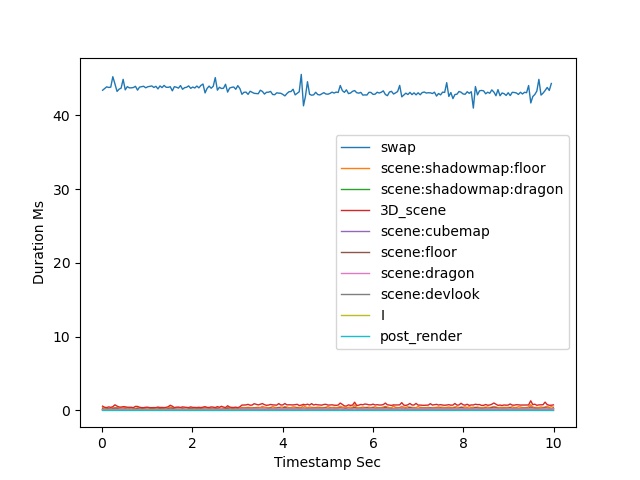 40
30
20
10
0
Duration Ms
swap
scene:shadowmap:floor
scene:shadowmap:dragon
3D_scene
scene:cubemap
scene:floor
scene:dragon
scene:devlook
I
post_render
0 2 4 6 8 10
Timestamp Sec